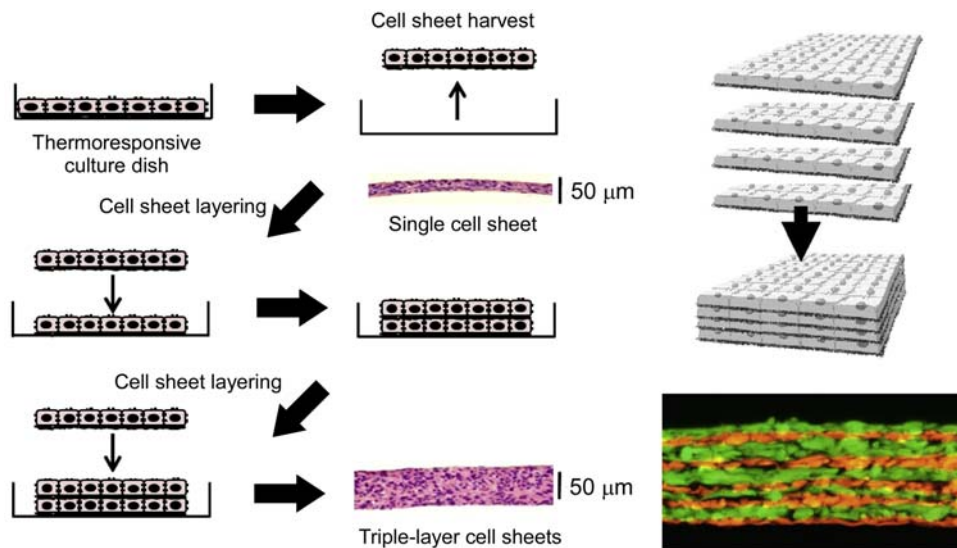 Cell sheet harvest
Thermoresponsive
culture dish
Cell sheet layering
50 μm
Single cell sheet
Cell sheet layering
50 μm
Triple-layer cell sheets